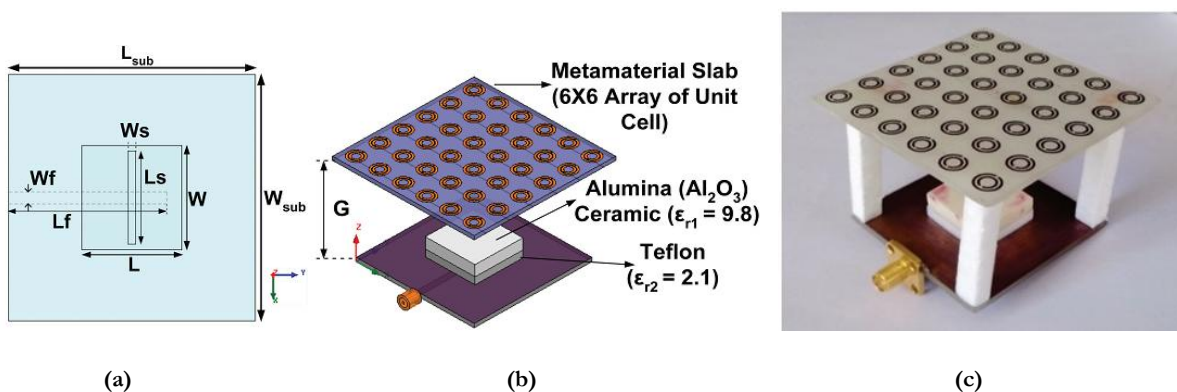 L_sub
Ws
Wf
Ls
W
W_sub
Lf
L
Z
Y
X
(a)
Metamaterial Slab
(6X6 Array of Unit
Cell)
G
Alumina (Al₂O₃)
Ceramic (ε_r1 = 9.8)
Teflon
(ε_r2 = 2.1)
Z
(b)
(c)